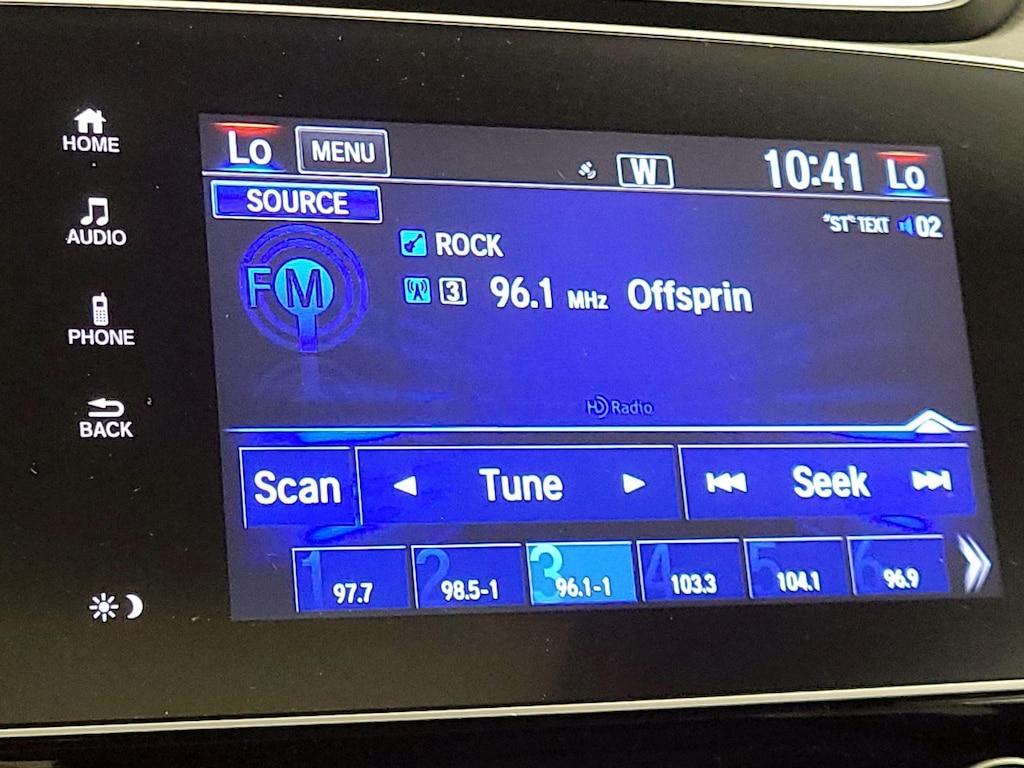 HOME
AUDIO
PHONE
BACK
Lo MENU W 10:41 Lo
SOURCE
"ST" TEXT 02
FM
ROCK
3 96.1 MHz Offsprin
HD Radio
Scan Tune Seek
1 97.7 2 98.5-1 3 96.1-1 4 103.3 5 104.1 6 96.9